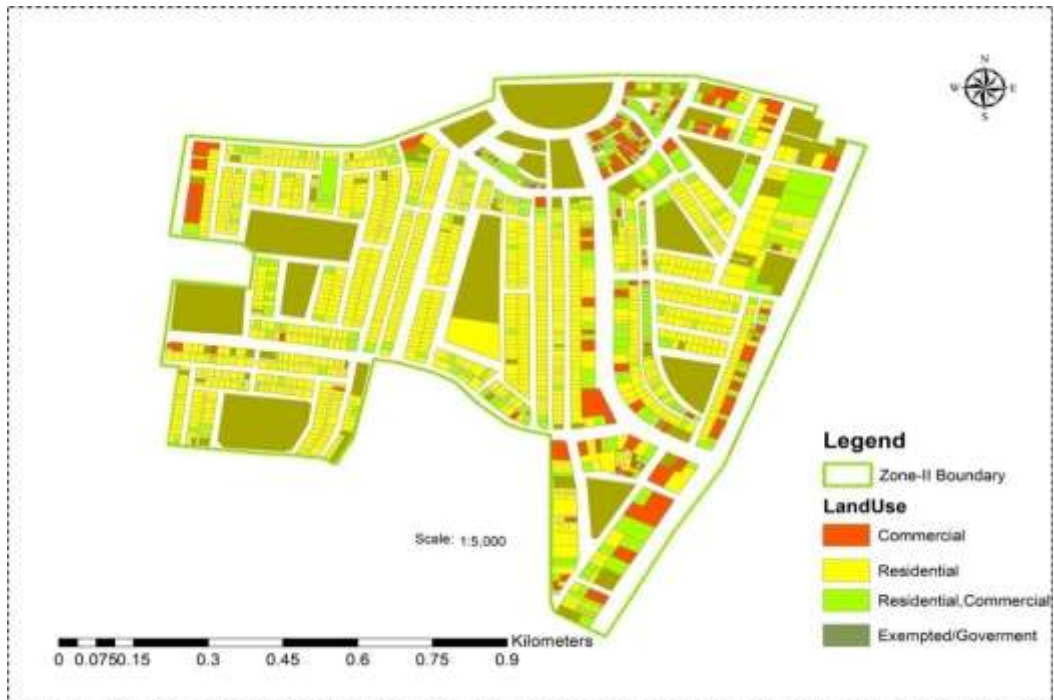 N
W E
S
Legend
Zone-II Boundary
LandUse
Commercial
Residential
Residential,Commercial
Exempted/Goverment
Scale: 1:5,000
Kilometers
0 0.0750.15 0.3 0.45 0.6 0.75 0.9